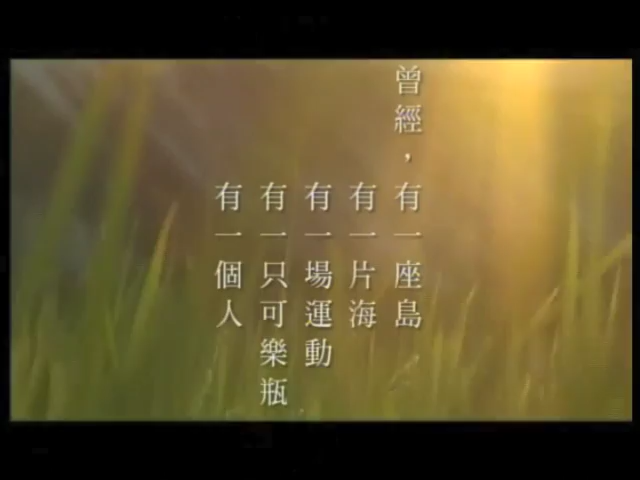 曾經，有一座島
有一片海
有一場運動
有一只可樂瓶
有一個人